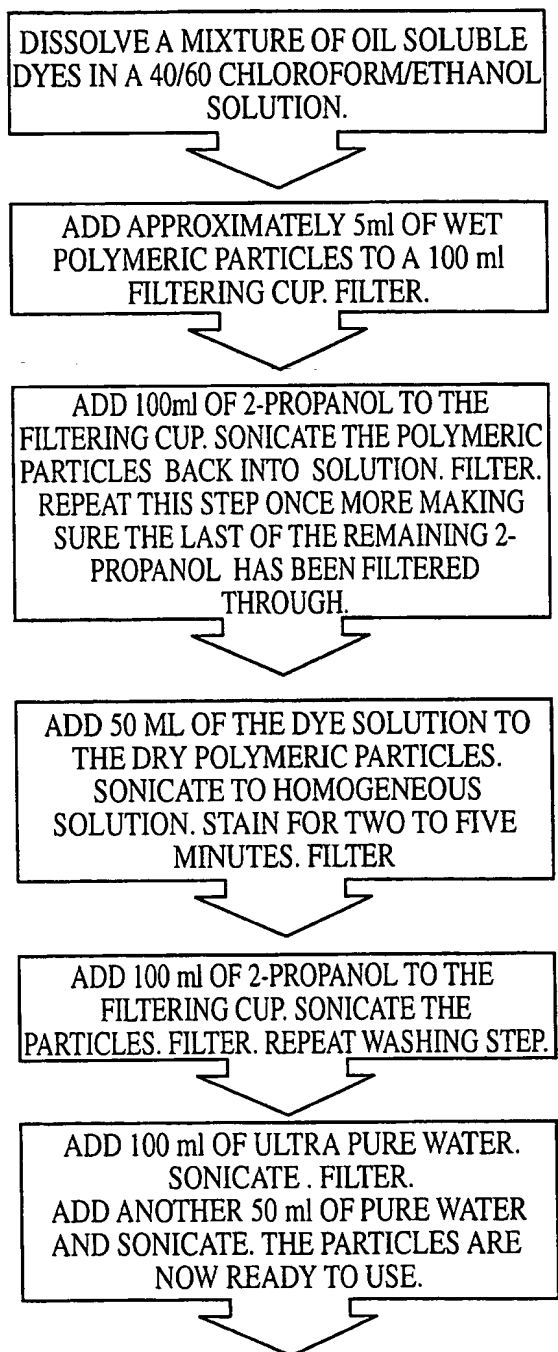 DISSOLVE A MIXTURE OF OIL SOLUBLE
DYES IN A 40/60 CHLOROFORM/ETHANOL
SOLUTION.
ADD APPROXIMATELY 5ml OF WET
POLYMERIC PARTICLES TO A 100 ml
FILTERING CUP. FILTER.
ADD 100ml OF 2-PROPANOL TO THE
FILTERING CUP. SONICATE THE POLYMERIC
PARTICLES BACK INTO SOLUTION. FILTER.
REPEAT THIS STEP ONCE MORE MAKING
SURE THE LAST OF THE REMAINING 2-
PROPANOL HAS BEEN FILTERED
THROUGH.
ADD 50 ML OF THE DYE SOLUTION TO
THE DRY POLYMERIC PARTICLES.
SONICATE TO HOMOGENEOUS
SOLUTION. STAIN FOR TWO TO FIVE
MINUTES. FILTER
ADD 100 ml OF 2-PROPANOL TO THE
FILTERING CUP. SONICATE THE
PARTICLES. FILTER. REPEAT WASHING STEP.
ADD 100 ml OF ULTRA PURE WATER.
SONICATE . FILTER.
ADD ANOTHER 50 ml OF PURE WATER
AND SONICATE. THE PARTICLES ARE
NOW READY TO USE.